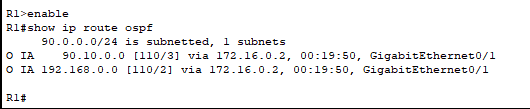 R1>enable
R1#show ip route ospf
     90.0.0.0/24 is subnetted, 1 subnets
O IA    90.10.0.0 [110/3] via 172.16.0.2, 00:19:50, GigabitEthernet0/1
O IA 192.168.0.0 [110/2] via 172.16.0.2, 00:19:50, GigabitEthernet0/1
R1#